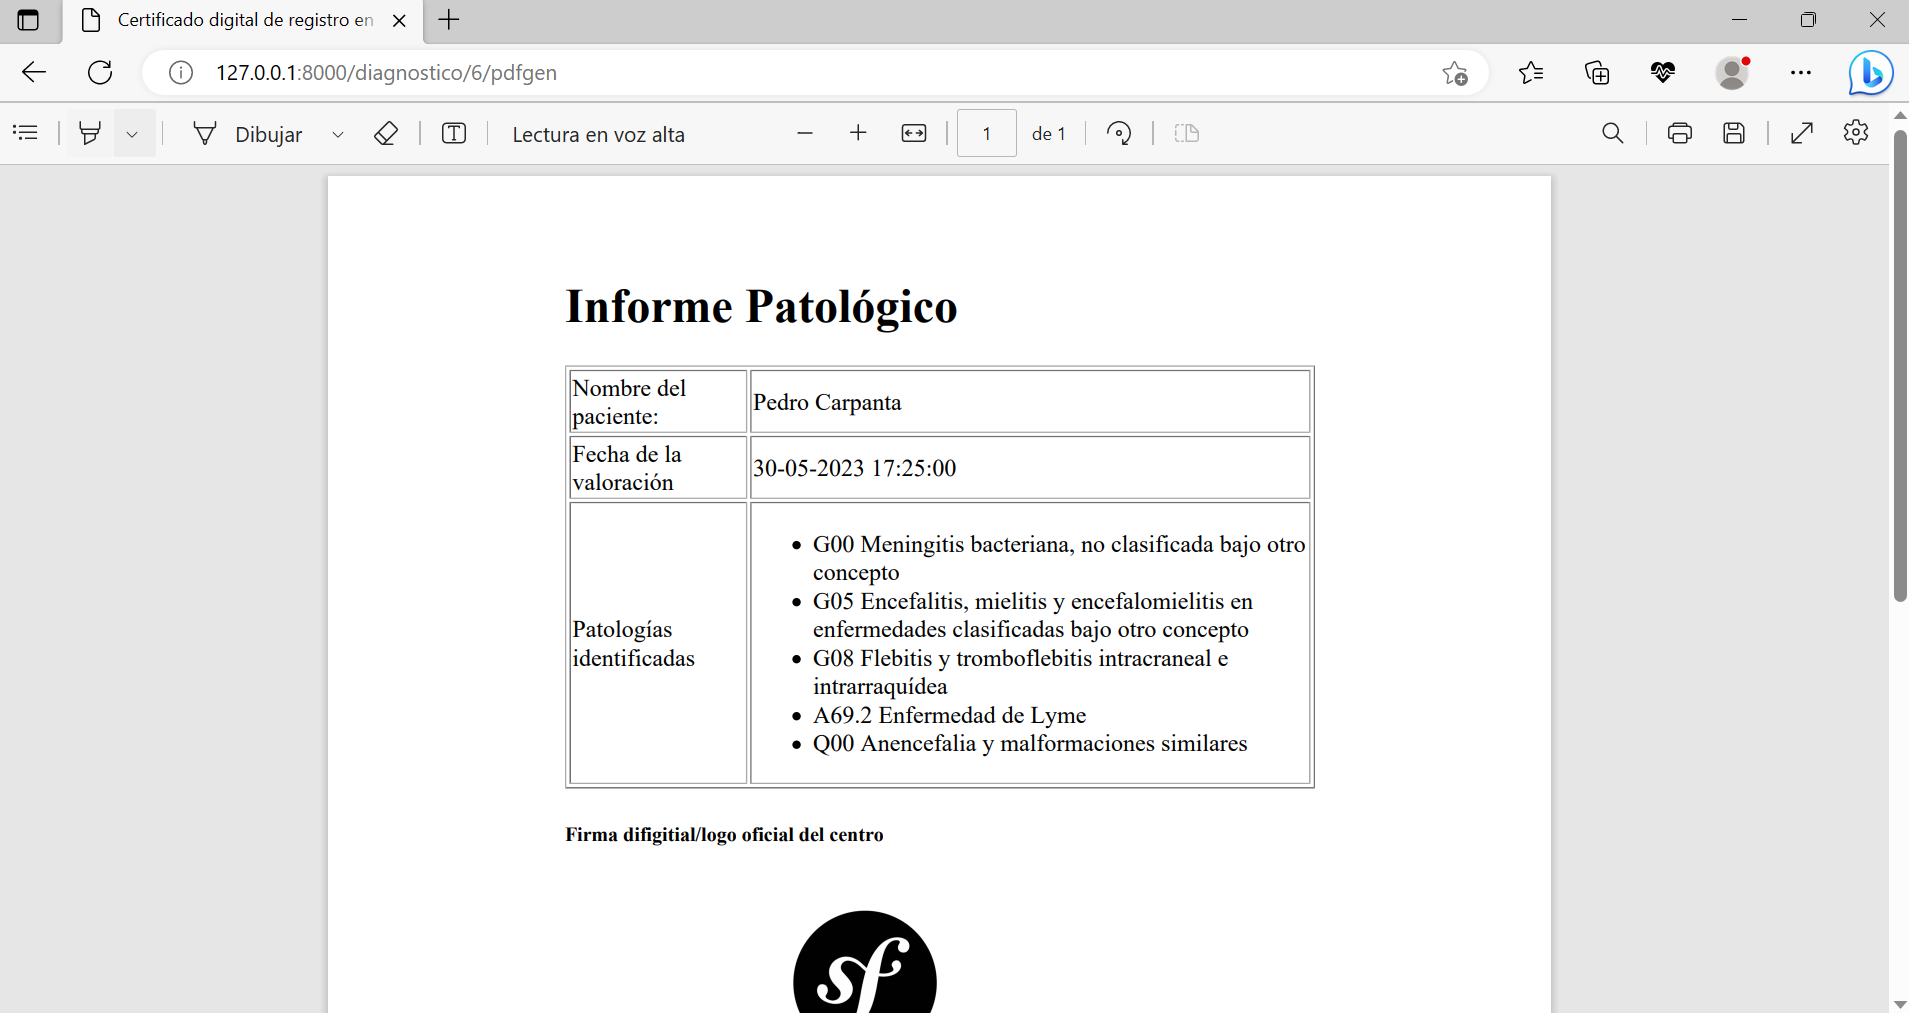 Certificado digital de registro en
127.0.0.1:8000/diagnostico/6/pdfgen
Dibujar
Lectura en voz alta
1
de 1
Informe Patológico
Nombre del
paciente:
Pedro Carpanta
Fecha de la
valoración
30-05-2023 17:25:00
Patologías
identificadas
• G00 Meningitis bacteriana, no clasificada bajo otro
concepto
• G05 Encefalitis, mielitis y encefalomielitis en
enfermedades clasificadas bajo otro concepto
• G08 Flebitis y tromboflebitis intracraneal e
intrarraquídea
• A69.2 Enfermedad de Lyme
• Q00 Anencefalia y malformaciones similares
Firma difigitial/logo oficial del centro
sf